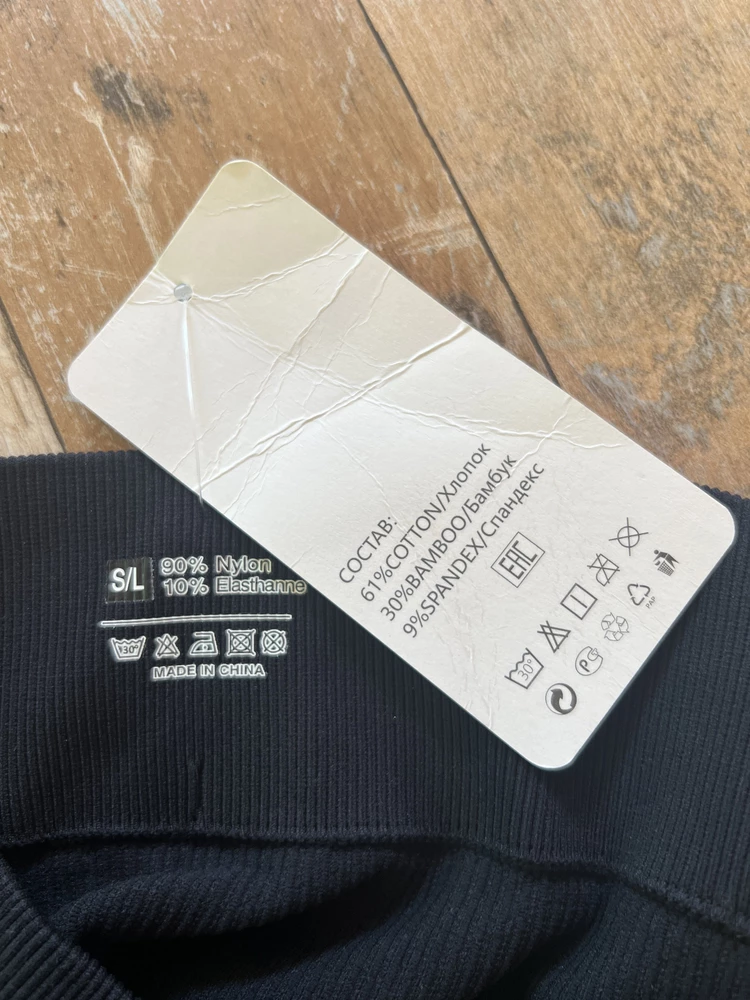 СОСТАВ:
61%COTTON/Хлопок
30%BAMBOO/Бамбук
9%SPANDEX/Спандекс
EAC
30°
PAP
S/L
90% Nylon
10% Elasthanne
30°
MADE IN CHINA